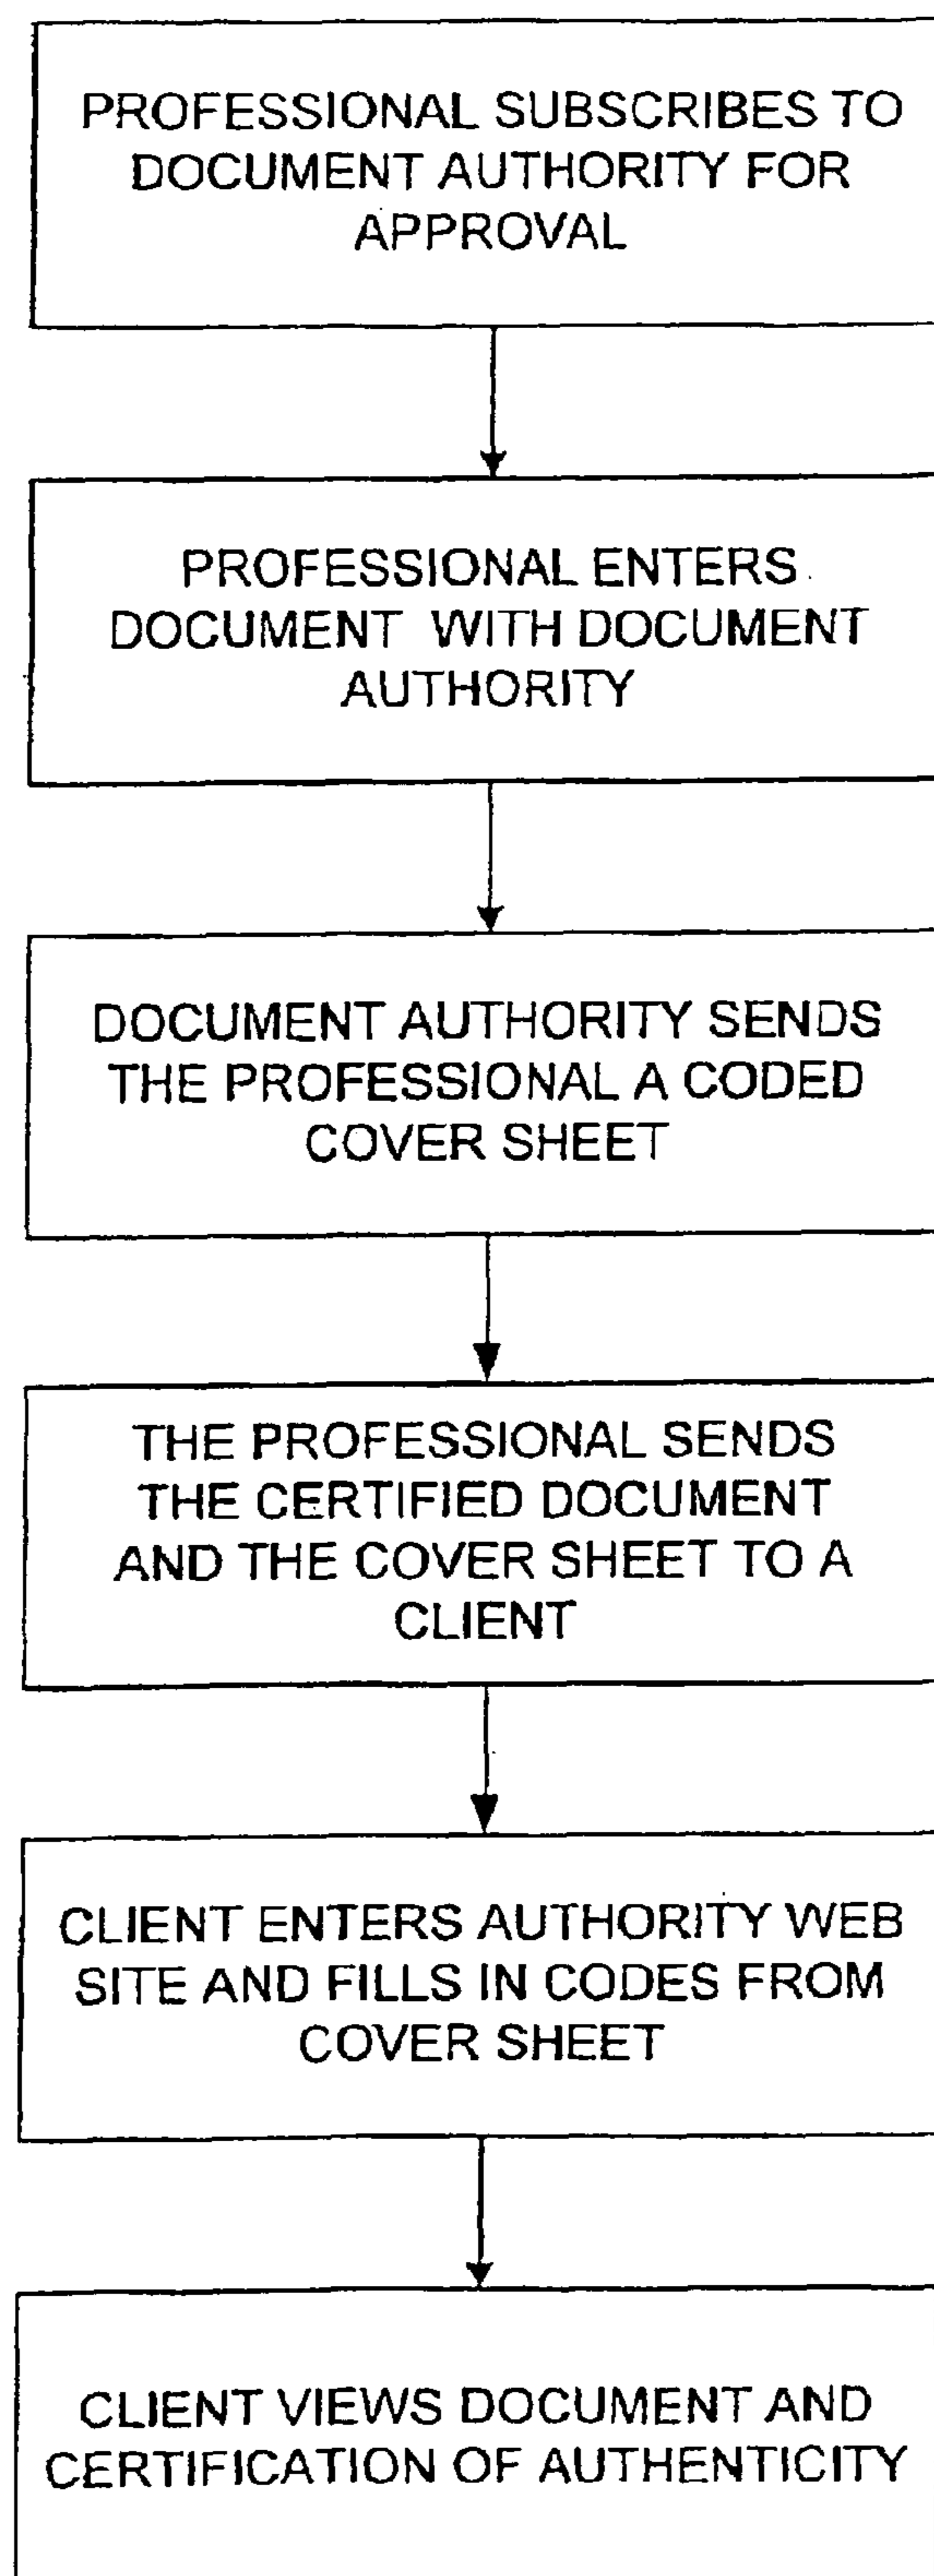 PROFESSIONAL SUBSCRIBES TO
DOCUMENT AUTHORITY FOR
APPROVAL
PROFESSIONAL ENTERS
DOCUMENT WITH DOCUMENT
AUTHORITY
DOCUMENT AUTHORITY SENDS
THE PROFESSIONAL A CODED
COVER SHEET
THE PROFESSIONAL SENDS
THE CERTIFIED DOCUMENT
AND THE COVER SHEET TO A
CLIENT
CLIENT ENTERS AUTHORITY WEB
SITE AND FILLS IN CODES FROM
COVER SHEET
CLIENT VIEWS DOCUMENT AND
CERTIFICATION OF AUTHENTICITY